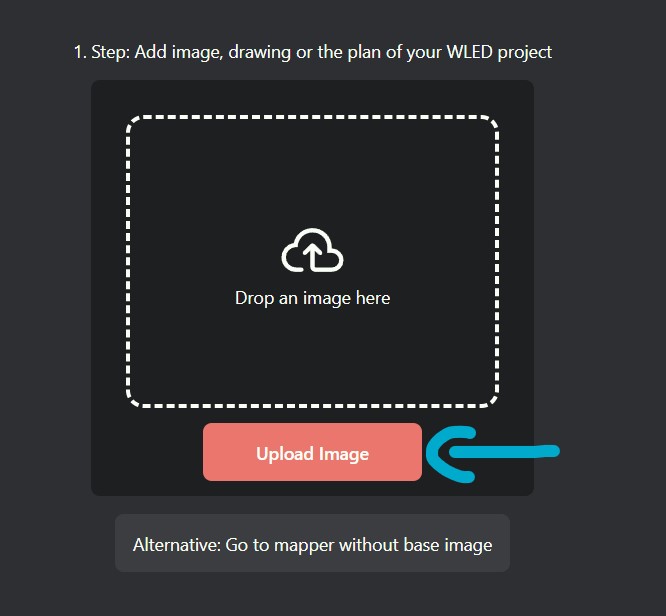 1. Step: Add image, drawing or the plan of your WLED project
Drop an image here
Upload Image
Alternative: Go to mapper without base image